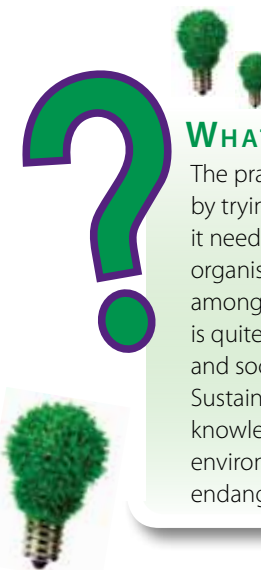 ?
WHAT
The pra
by tryin
it need
organis
among
is quite
and soc
Sustain
knowle
environ
endang